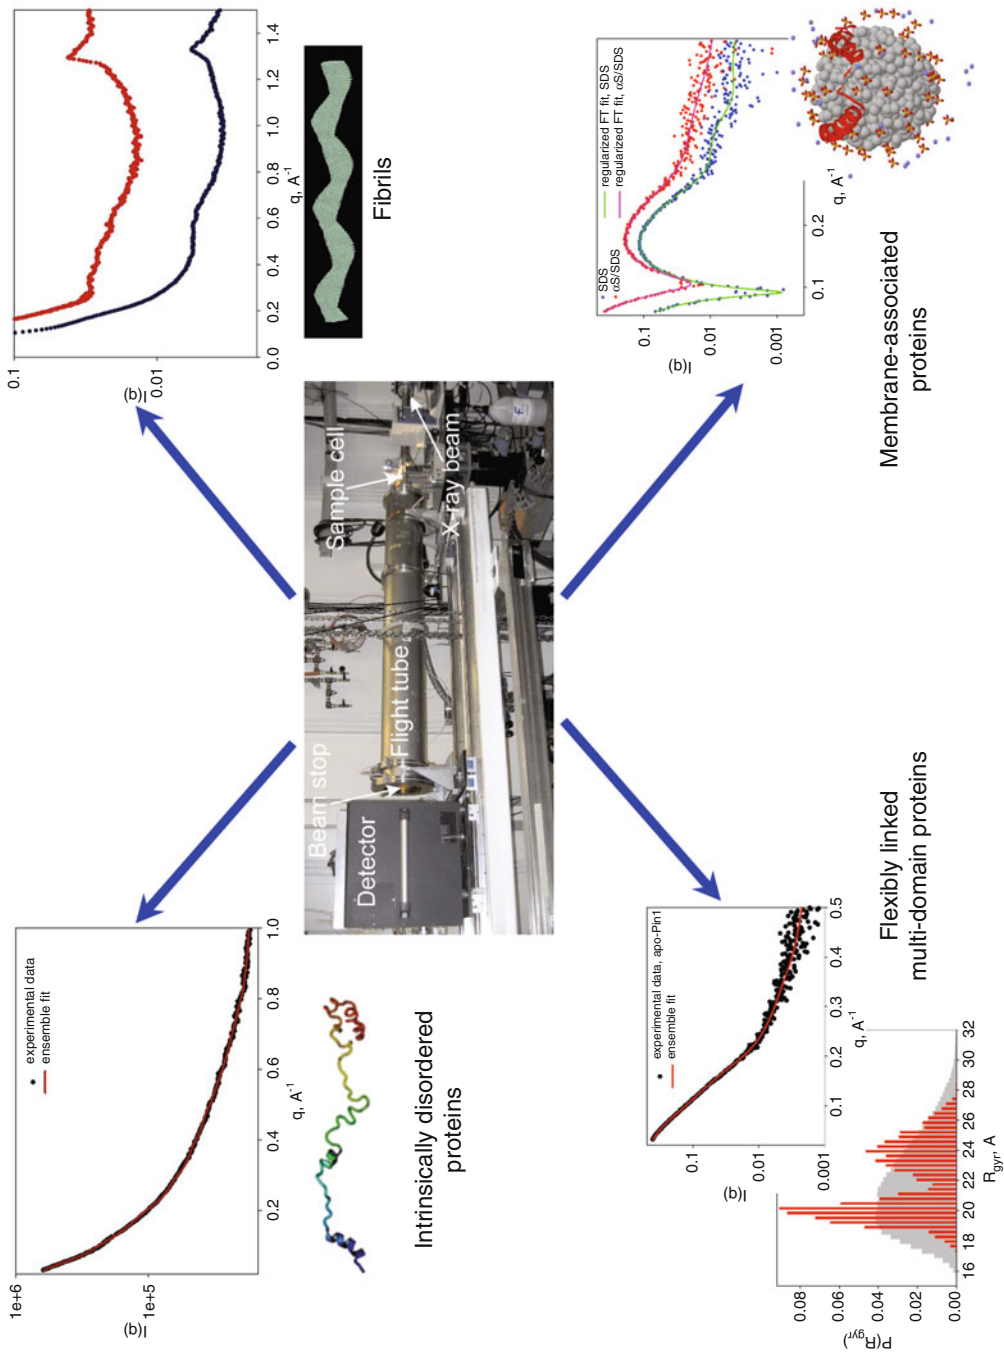 1e+6
1e+5
I(q)
0.2
0.4
0.6
0.8
1.0
q, A-1
experimental data
ensemble fit
Intrinsically disordered
proteins
0.1
0.01
I(q)
0.0
0.2
0.4
0.6
0.8
1.0
1.2
1.4
q, A-1
Fibrils
Beam stop
Detector
Flight tube
Sample cell
X-ray beam
0.1
0.01
0.001
I(q)
0.1
0.2
0.3
0.4
0.5
q, A-1
experimental data, apo-Pin1
ensemble fit
0.08
0.06
0.04
0.02
0.00
P(Rgyr)
16
18
20
22
24
26
28
30
32
Rgyr, A
Flexibly linked
multi-domain proteins
0.1
0.01
0.001
I(q)
0.1
0.2
q, A-1
SDS
αS/SDS
regularized FT fit, SDS
regularized FT fit, αS/SDS
Membrane-associated
proteins